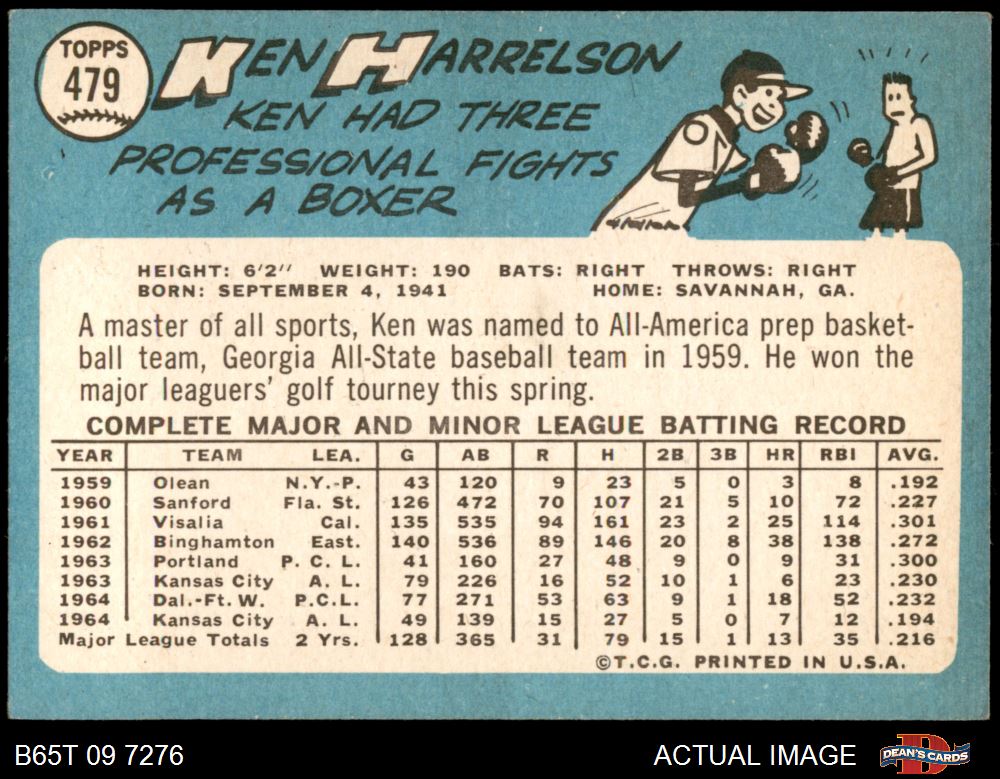 TOPPS
479
KEN HARRELSON
KEN HAD THREE
PROFESSIONAL FIGHTS
AS A BOXER
HEIGHT: 6'2" WEIGHT: 190 BATS: RIGHT THROWS: RIGHT
BORN: SEPTEMBER 4, 1941 HOME: SAVANNAH, GA.
A master of all sports, Ken was named to All-America prep basket-
ball team, Georgia All-State baseball team in 1959. He won the
major leaguers' golf tourney this spring.
COMPLETE MAJOR AND MINOR LEAGUE BATTING RECORD
YEAR TEAM LEA. G AB R H 2B 3B HR RBI AVG.
1959 Olean N.Y.-P. 43 120 9 23 5 0 3 8 .192
1960 Sanford Fla. St. 126 472 70 107 21 5 10 72 .227
1961 Visalia Cal. 135 535 94 161 23 2 25 114 .301
1962 Binghamton East. 140 536 89 146 20 8 38 138 .272
1963 Portland P. C. L. 41 160 27 48 9 0 9 31 .300
1963 Kansas City A. L. 79 226 16 52 10 1 6 23 .230
1964 Dal.-Ft. W. P.C.L. 77 271 53 63 9 1 18 52 .232
1964 Kansas City A. L. 49 139 15 27 5 0 7 12 .194
Major League Totals 2 Yrs. 128 365 31 79 15 1 13 35 .216
©T.C.G. PRINTED IN U.S.A.
B65T 09 7276 ACTUAL IMAGE DEAN'S CARDS